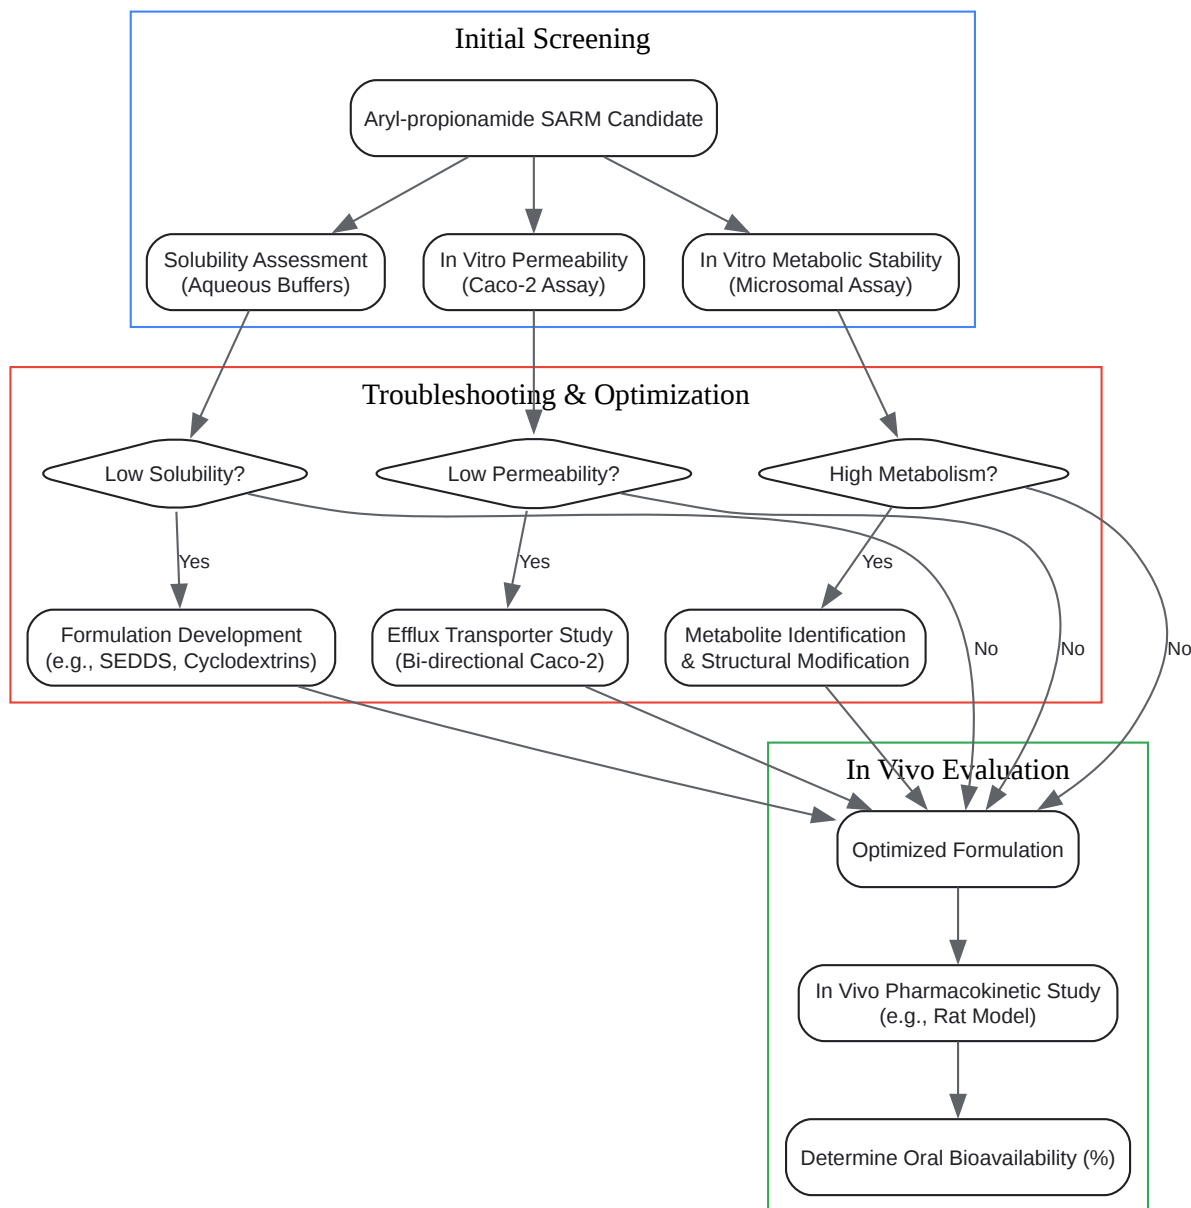 Initial Screening
Aryl-propionamide SARM Candidate
Solubility Assessment
(Aqueous Buffers)
In Vitro Permeability
(Caco-2 Assay)
In Vitro Metabolic Stability
(Microsomal Assay)
Troubleshooting & Optimization
Low Solubility?
Low Permeability?
High Metabolism?
Yes
Yes
Yes
Formulation Development
(e.g., SEDDS, Cyclodextrins)
Efflux Transporter Study
(Bi-directional Caco-2)
Metabolite Identification
& Structural Modification
No
No
No
In Vivo Evaluation
Optimized Formulation
In Vivo Pharmacokinetic Study
(e.g., Rat Model)
Determine Oral Bioavailability (%)